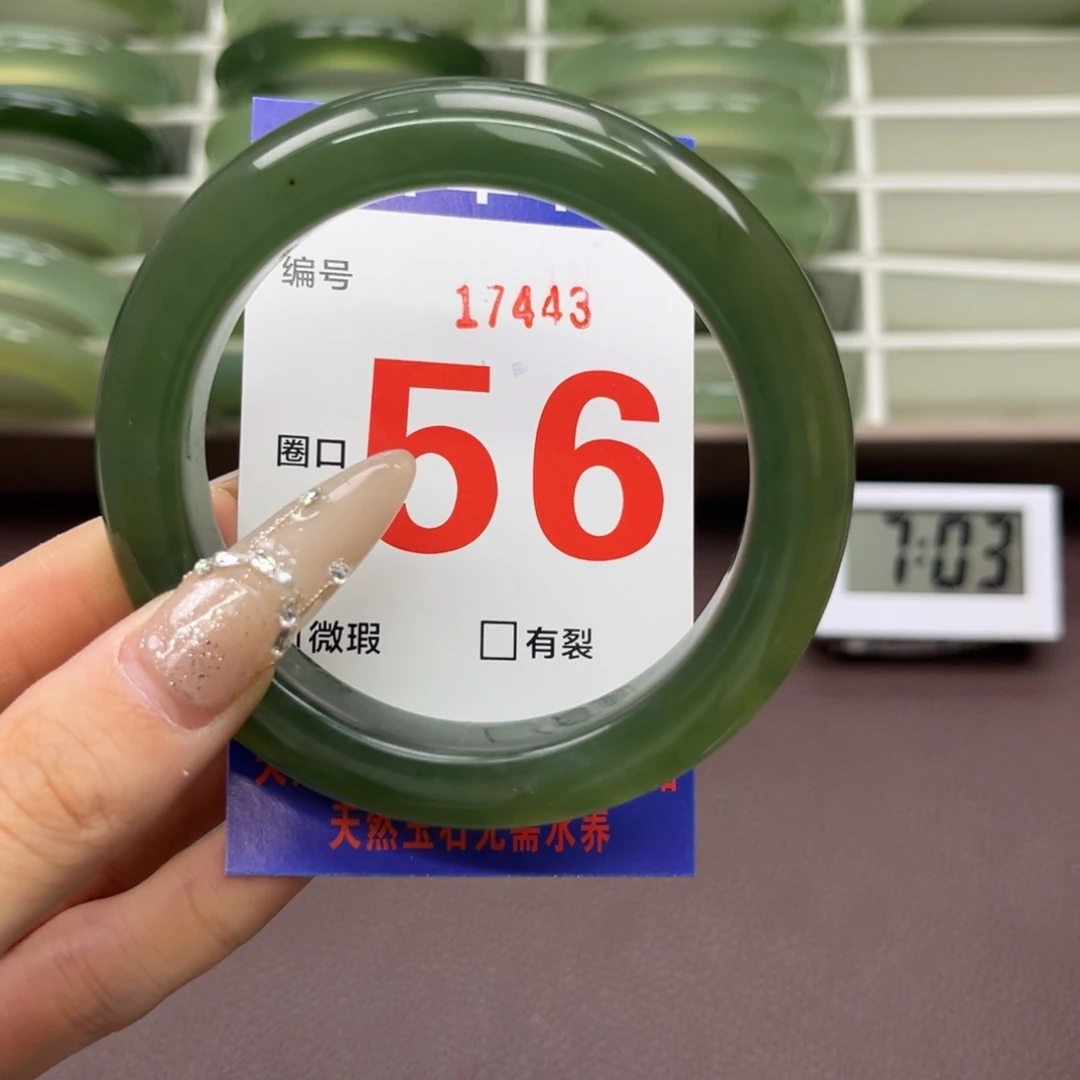 编号
17443
圈口
56
微瑕
有裂
天然玉石无需水养
7:03